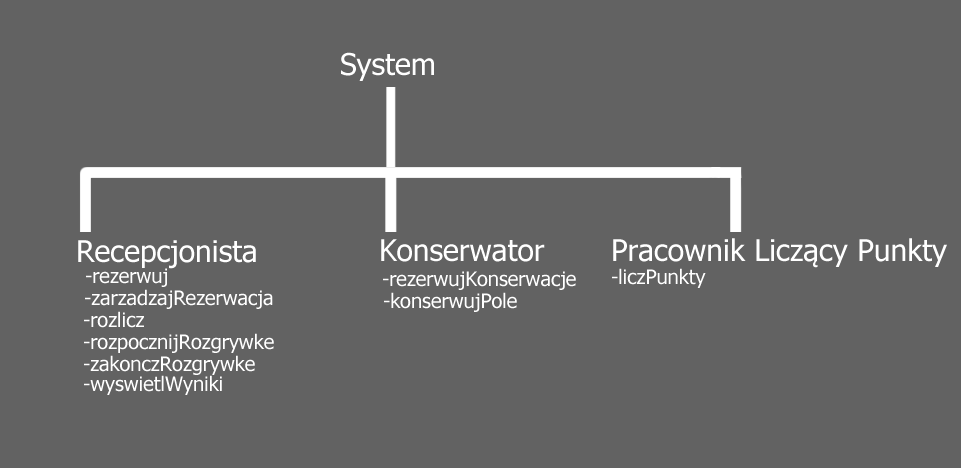 System
Recepcjonista
-rezerwuj
-zarzadzajRezerwacja
-rozlicz
-rozpocznijRozgrywke
-zakonczRozgrywke
-wyswietlWyniki
Konserwator
-rezerwujKonserwacje
-konserwujPole
Pracownik Liczący Punkty
-liczPunkty